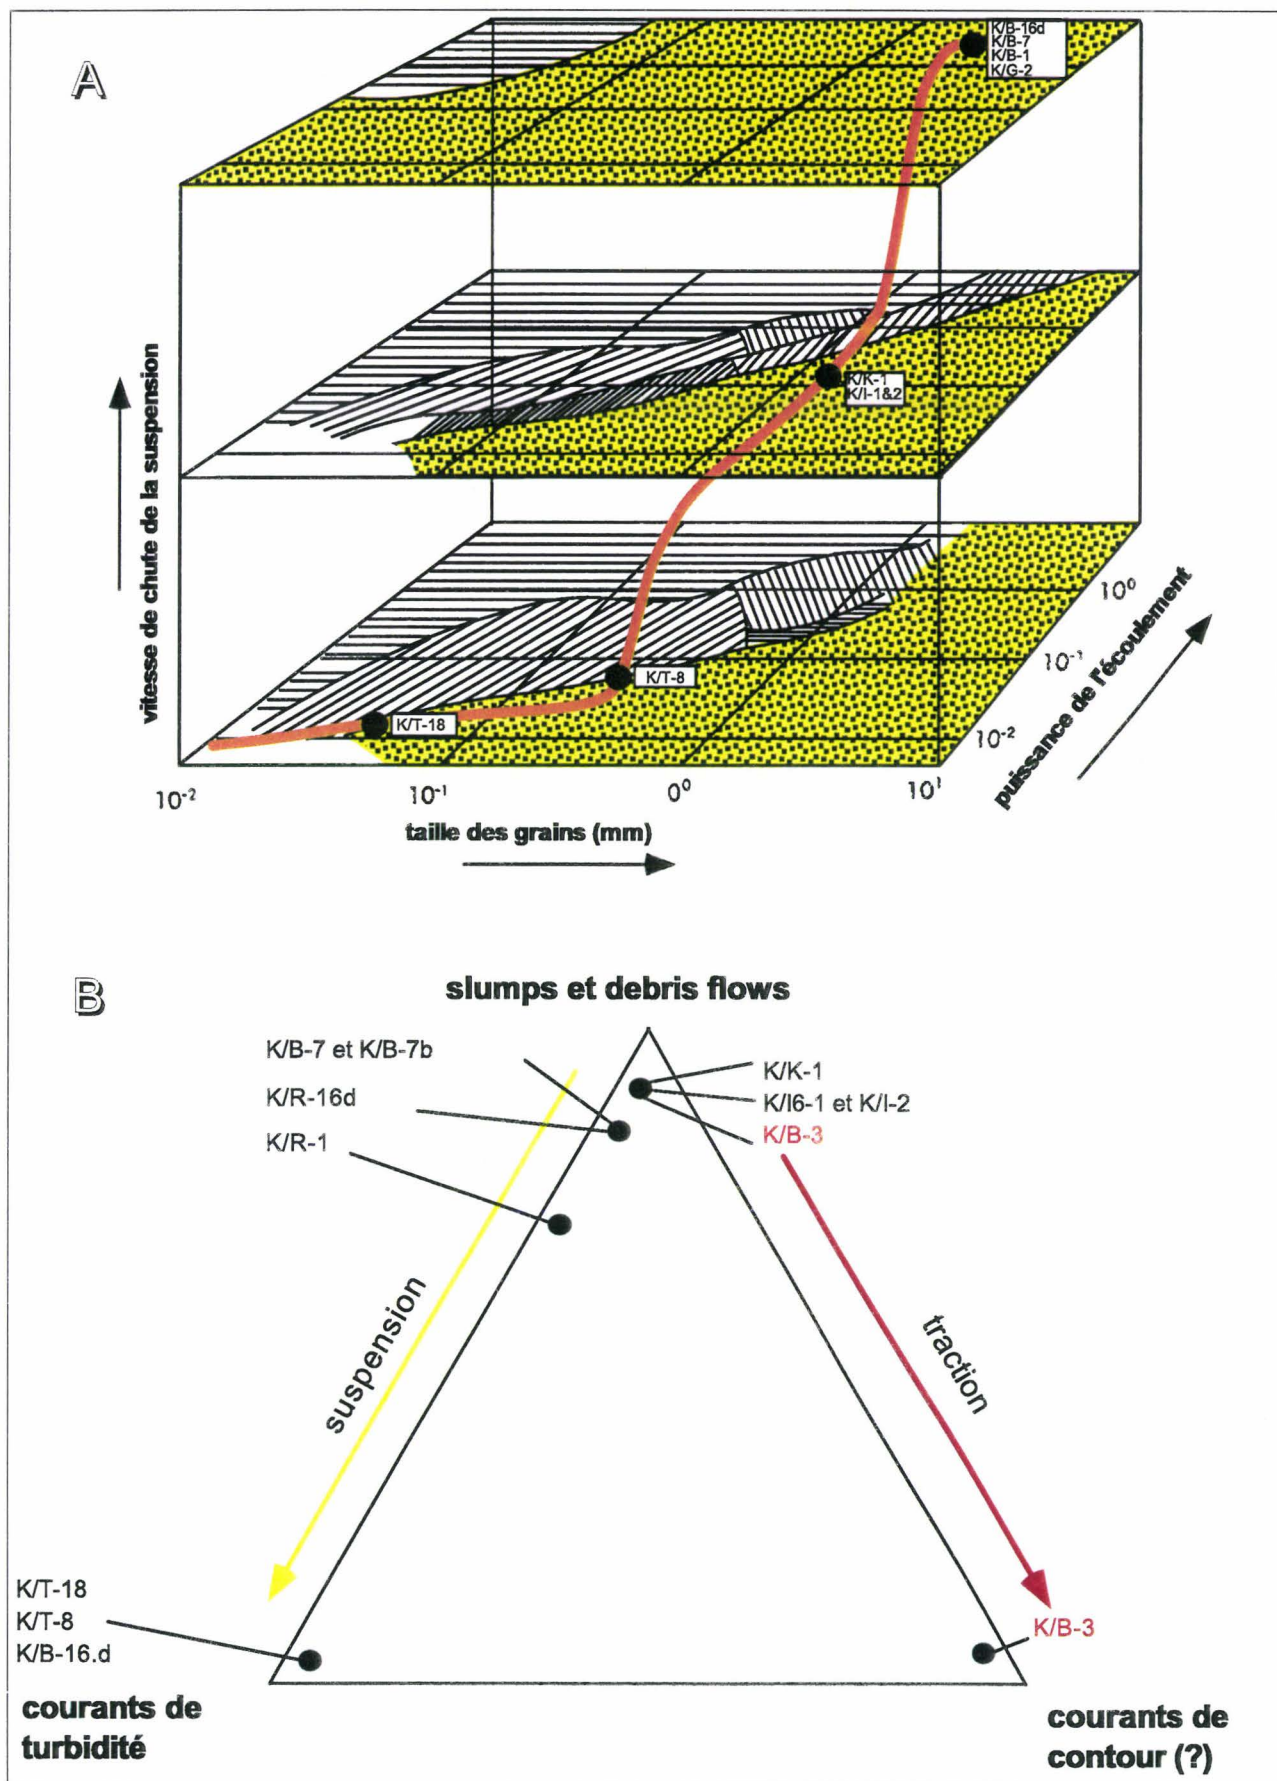 A
K/B-16d
K/B-7
K/B-1
K/G-2
vitesse de chute de la suspension
K/K-1
K/I-1&2
K/T-8
K/T-18
10⁰
10⁻¹
10⁻²
puissance de l'écoulement
10⁻²
10⁻¹
0⁰
10¹
taille des grains (mm)
B
slumps et debris flows
K/B-7 et K/B-7b
K/R-16d
K/R-1
K/K-1
K/I6-1 et K/I-2
K/B-3
suspension
traction
K/T-18
K/T-8
K/B-16.d
K/B-3
courants de
turbidité
courants de
contour (?)